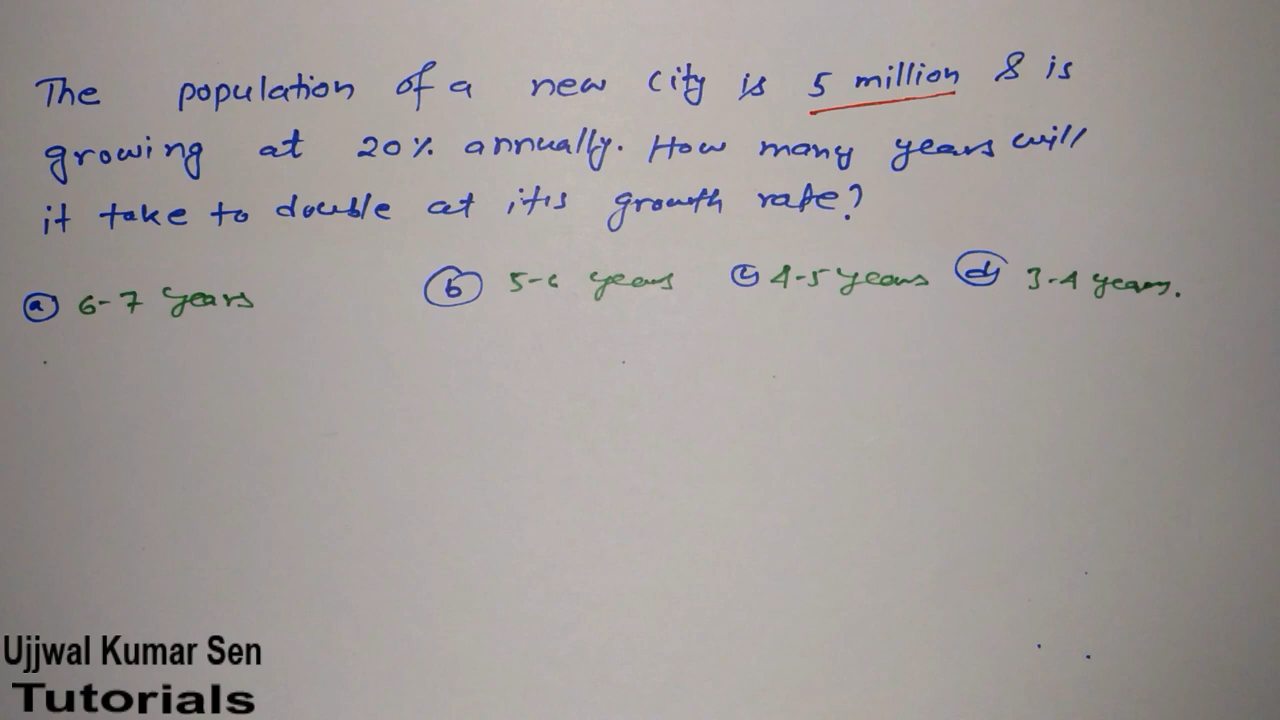 The population of a new city is 5 million & is
growing at 20% annually. How many years will
it take to double at it's growth rate?
(a) 6-7 years (b) 5-6 years (c) 4-5 years (d) 3-4 years.
Ujjwal Kumar Sen
Tutorials